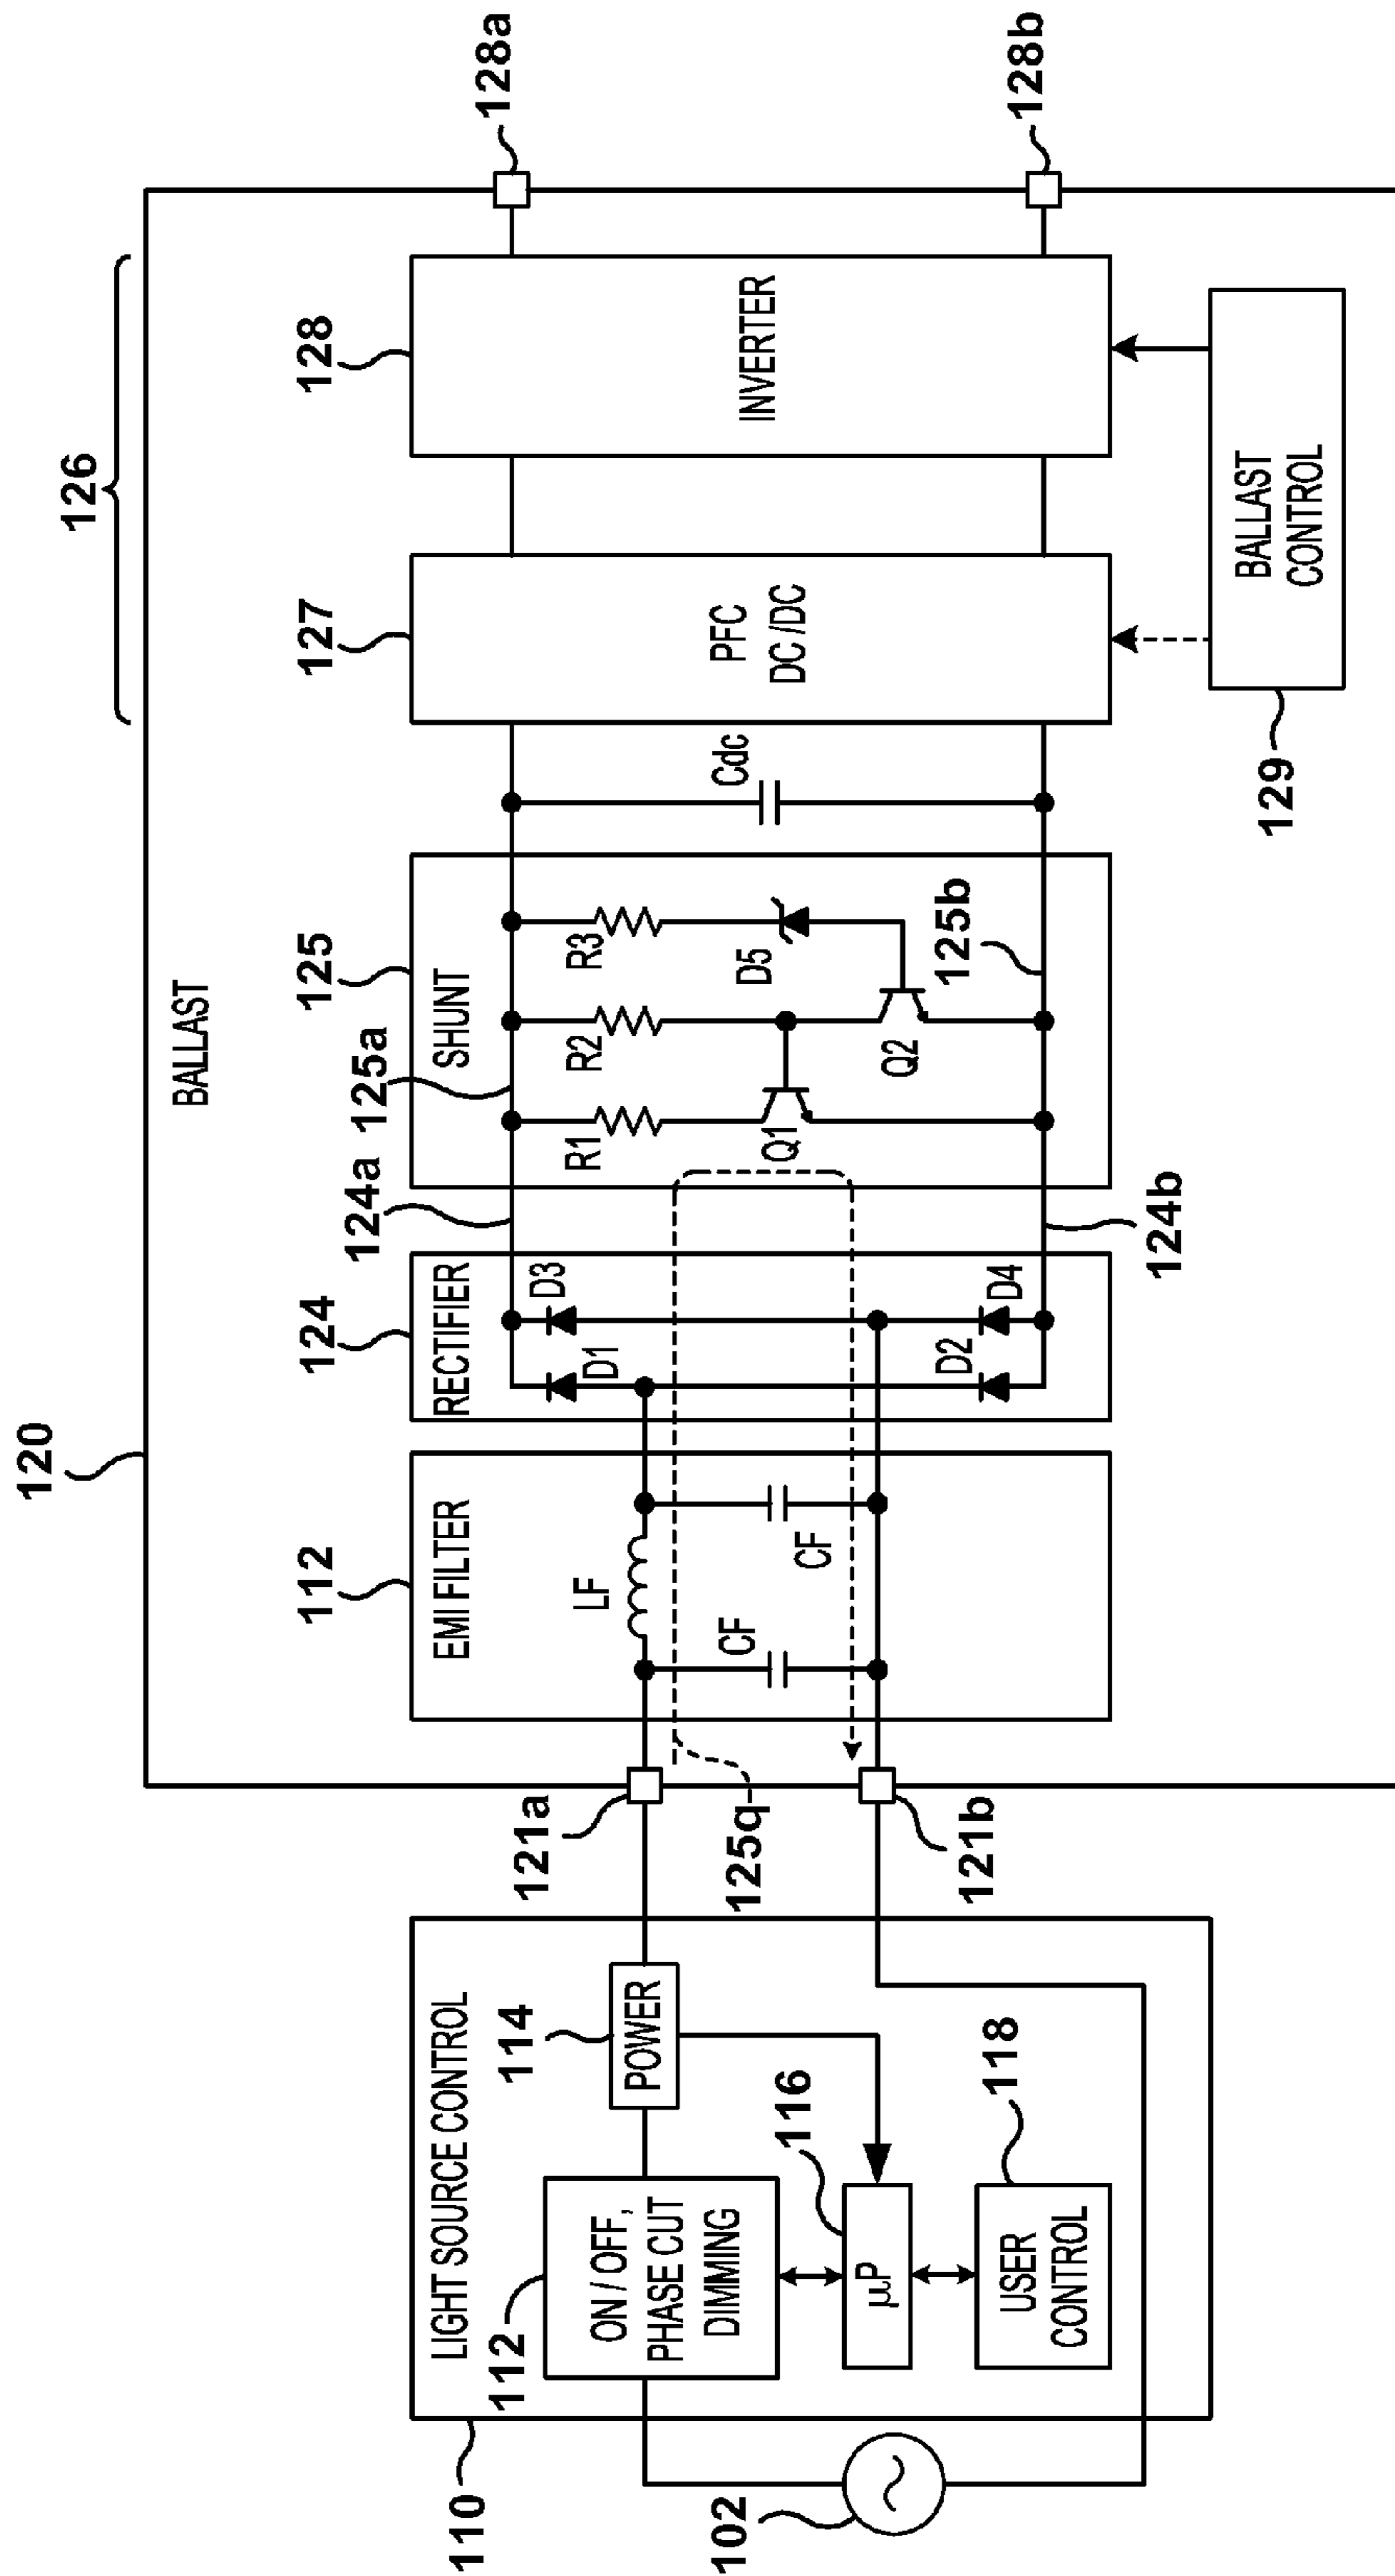 110
LIGHT SOURCE CONTROL
112
ON / OFF,
PHASE CUT
DIMMING
114
POWER
116
µP
118
USER
CONTROL
102
120
BALLAST
121a
121b
125q
112
EMI FILTER
LF
CF
CF
124
RECTIFIER
D1
D3
D2
D4
124a
124b
125
SHUNT
125a
125b
R1
R2
R3
Q1
Q2
D5
Cdc
126
127
PFC
DC /DC
128
INVERTER
128a
128b
129
BALLAST
CONTROL